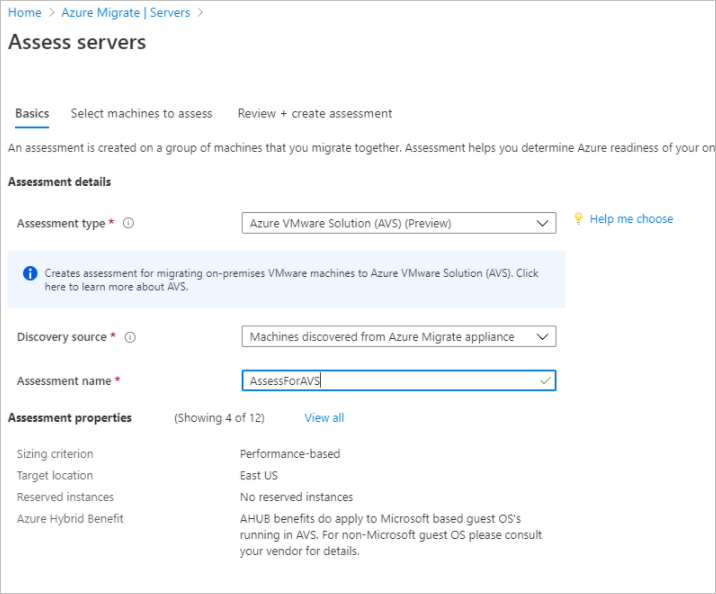 Home > Azure Migrate | Servers >
Assess servers
Basics Select machines to assess Review + create assessment
An assessment is created on a group of machines that you migrate together. Assessment helps you determine Azure readiness of your on
Assessment details
Assessment type * Azure VMware Solution (AVS) (Preview) Help me choose
Creates assessment for migrating on-premises VMware machines to Azure VMware Solution (AVS). Click
here to learn more about AVS.
Discovery source * Machines discovered from Azure Migrate appliance
Assessment name * AssessForAVS
Assessment properties (Showing 4 of 12) View all
Sizing criterion Performance-based
Target location East US
Reserved instances No reserved instances
Azure Hybrid Benefit AHUB benefits do apply to Microsoft based guest OS's
running in AVS. For non-Microsoft guest OS please consult
your vendor for details.